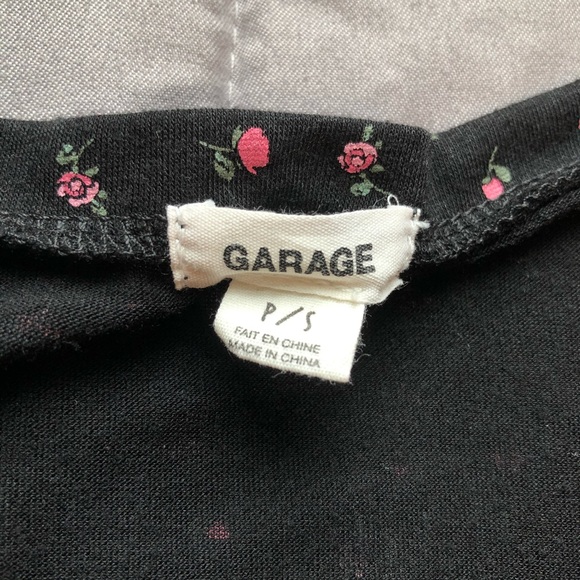 GARAGE
P/S
FAIT EN CHINE
MADE IN CHINA